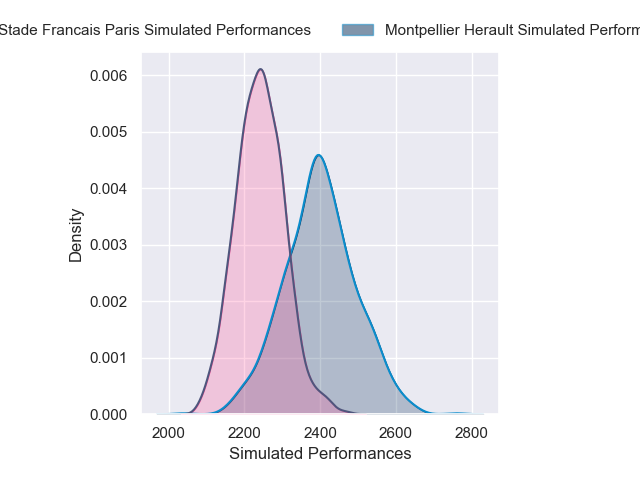 Stade Francais Paris Simulated Performances
Montpellier Herault Simulated Perform
0.006
0.005
0.004
0.003
0.002
0.001
0.000
Density
2000 2200 2400 2600 2800
Simulated Performances